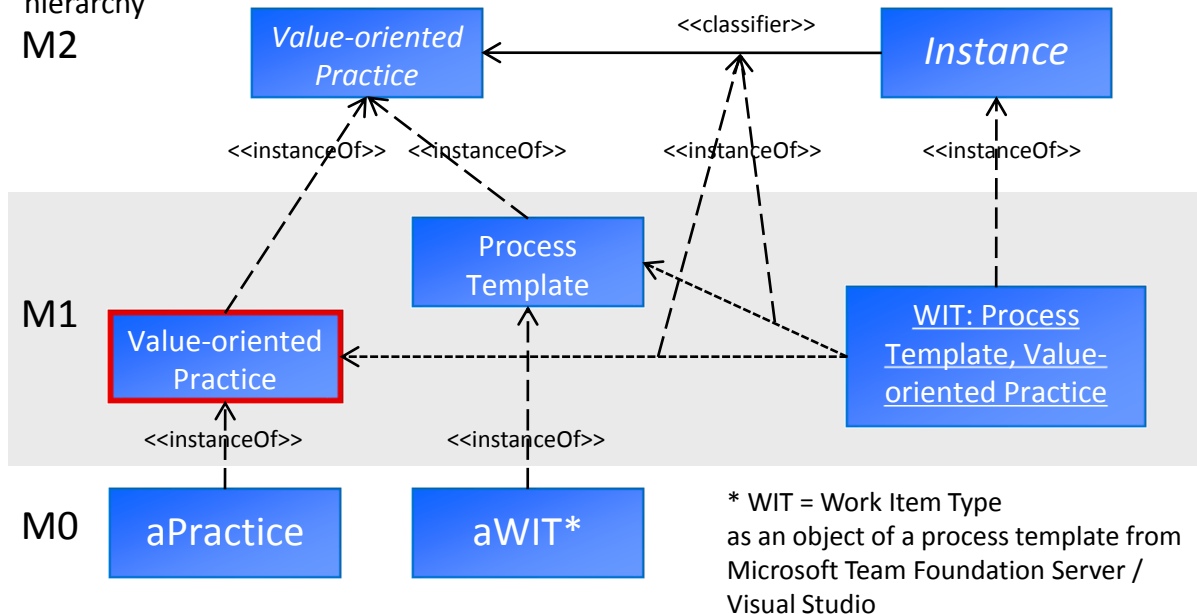 hierarchy
M2
Value-oriented
Practice
<<classifier>>
Instance
<<instanceOf>>
<<instanceOf>>
<<instanceOf>>
<<instanceOf>>
M1
Process
Template
Value-oriented
Practice
WIT: Process
Template, Value-
oriented Practice
<<instanceOf>>
<<instanceOf>>
M0
aPractice
aWIT*
* WIT = Work Item Type
as an object of a process template from
Microsoft Team Foundation Server /
Visual Studio